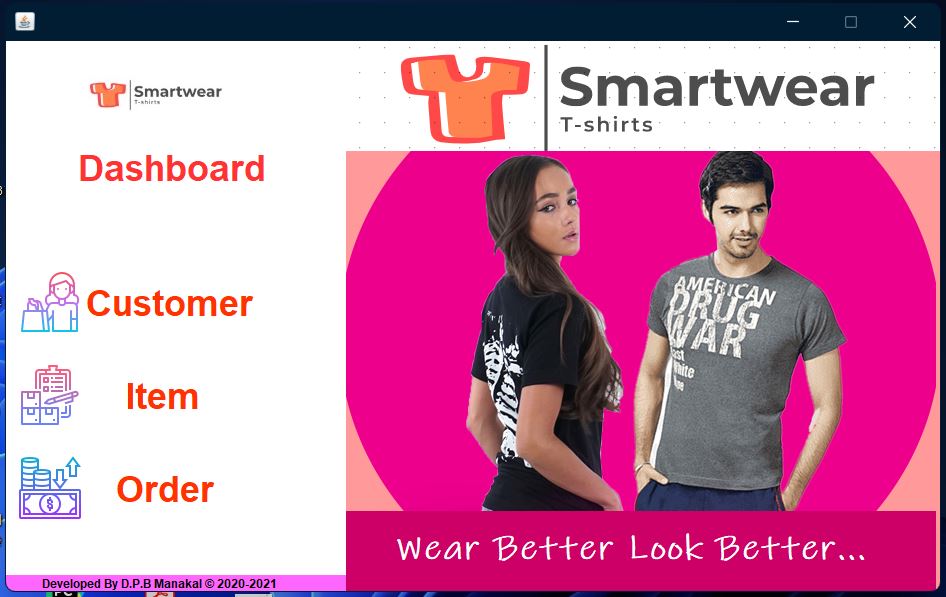 Smartwear
T-shirts
Dashboard
Customer
Item
Order
Developed By D.P.B Manakal © 2020-2021
Smartwear
T-shirts
AMERICAN
DRUG
WAR
Wear Better Look Better...